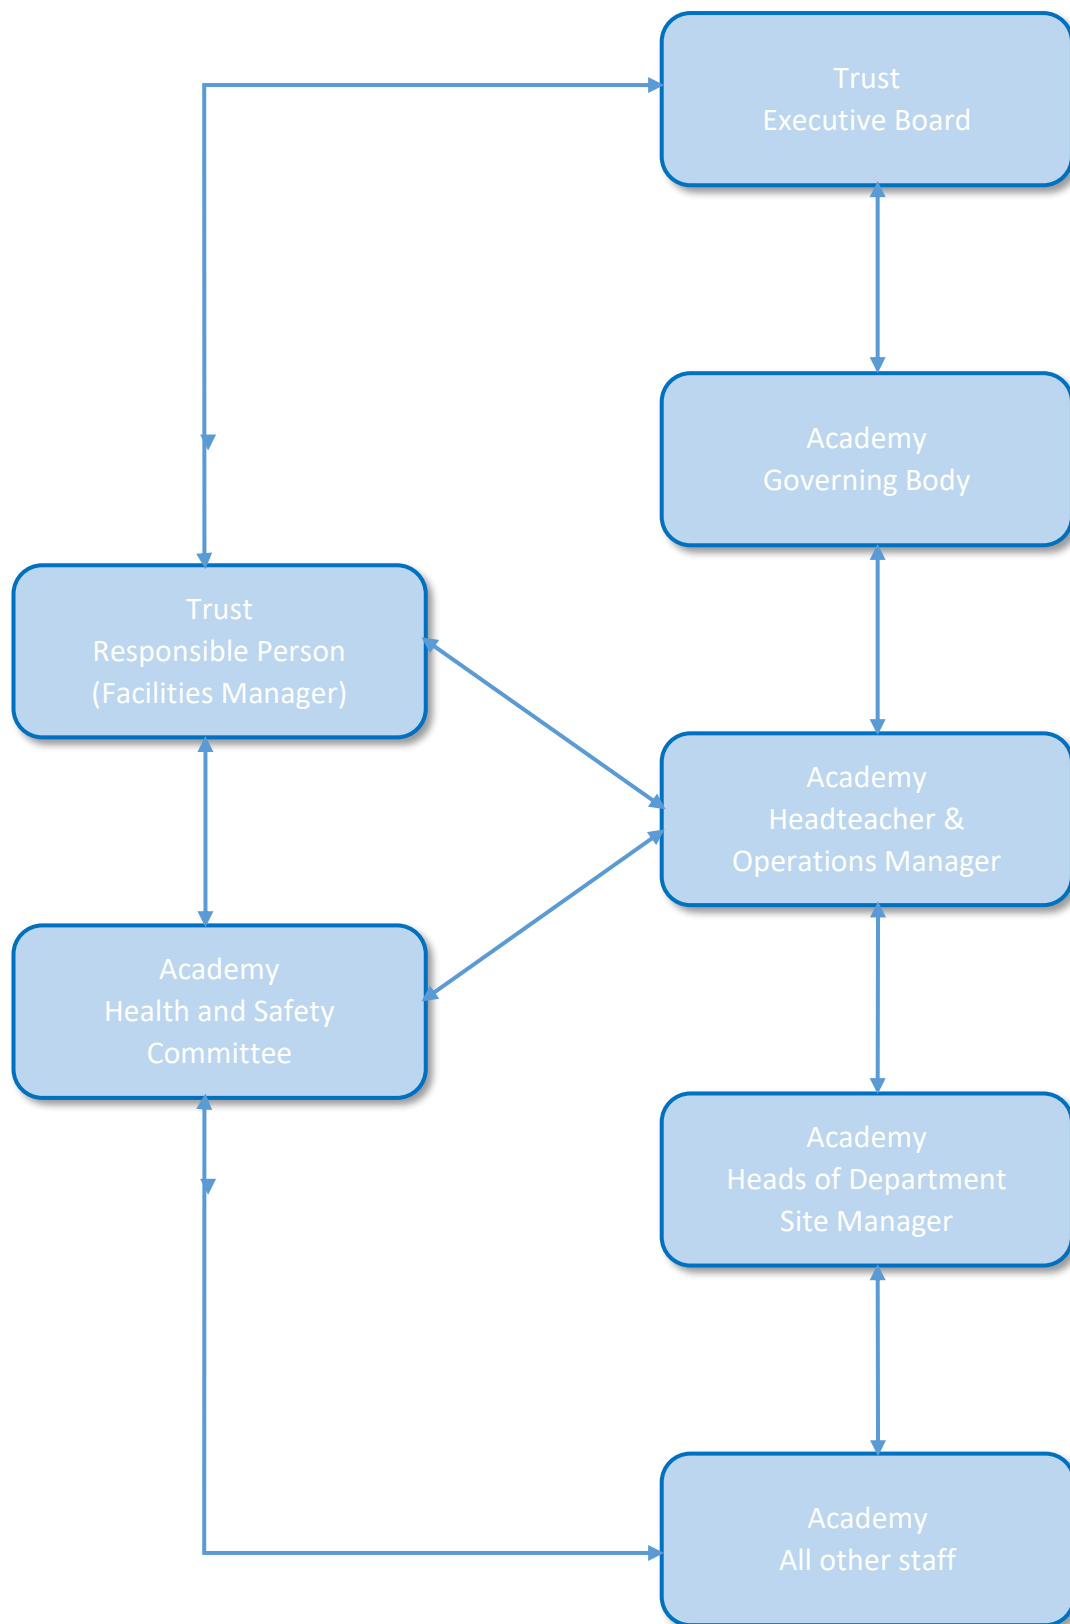 Trust
Executive Board
Academy
Governing Body
Trust
Responsible Person
(Facilities Manager)
Academy
Headteacher &
Operations Manager
Academy
Health and Safety
Committee
Academy
Heads of Department
Site Manager
Academy
All other staff